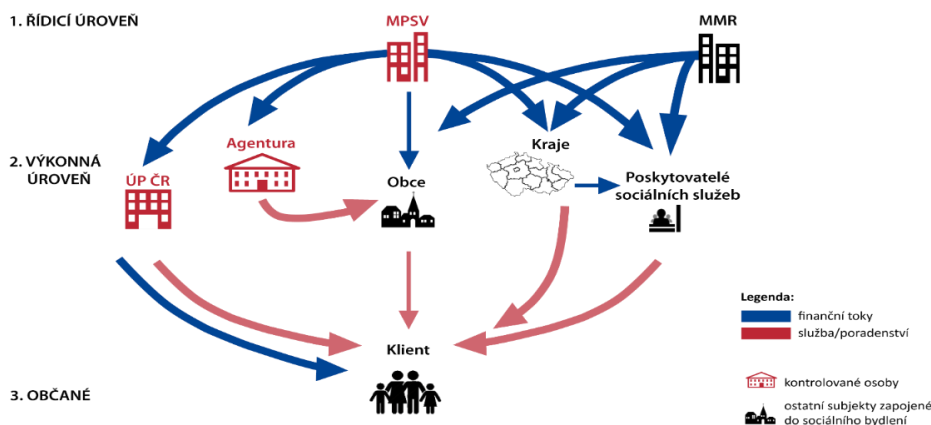 1. ŘÍDICÍ ÚROVEŇ
MPSV
MMR
2. VÝKONNÁ
ÚROVEŇ
ÚP ČR
Agentura
Obce
Kraje
Poskytovatelé
sociálních služeb
Klient
3. OBČANÉ
Legenda:
finanční toky
služba/poradenství
kontrolované osoby
ostatní subjekty zapojené
do sociálního bydlení